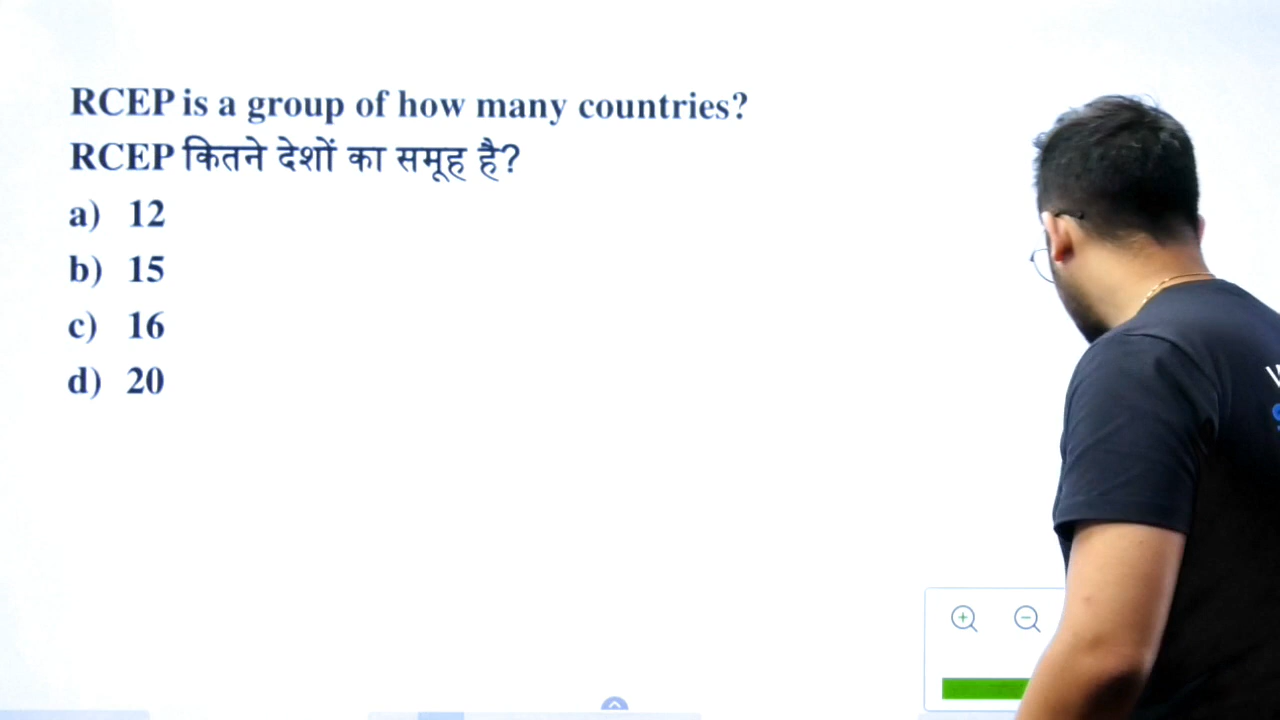 RCEP is a group of how many countries?
RCEP कितने देशों का समूह है?
a) 12
b) 15
c) 16
d) 20